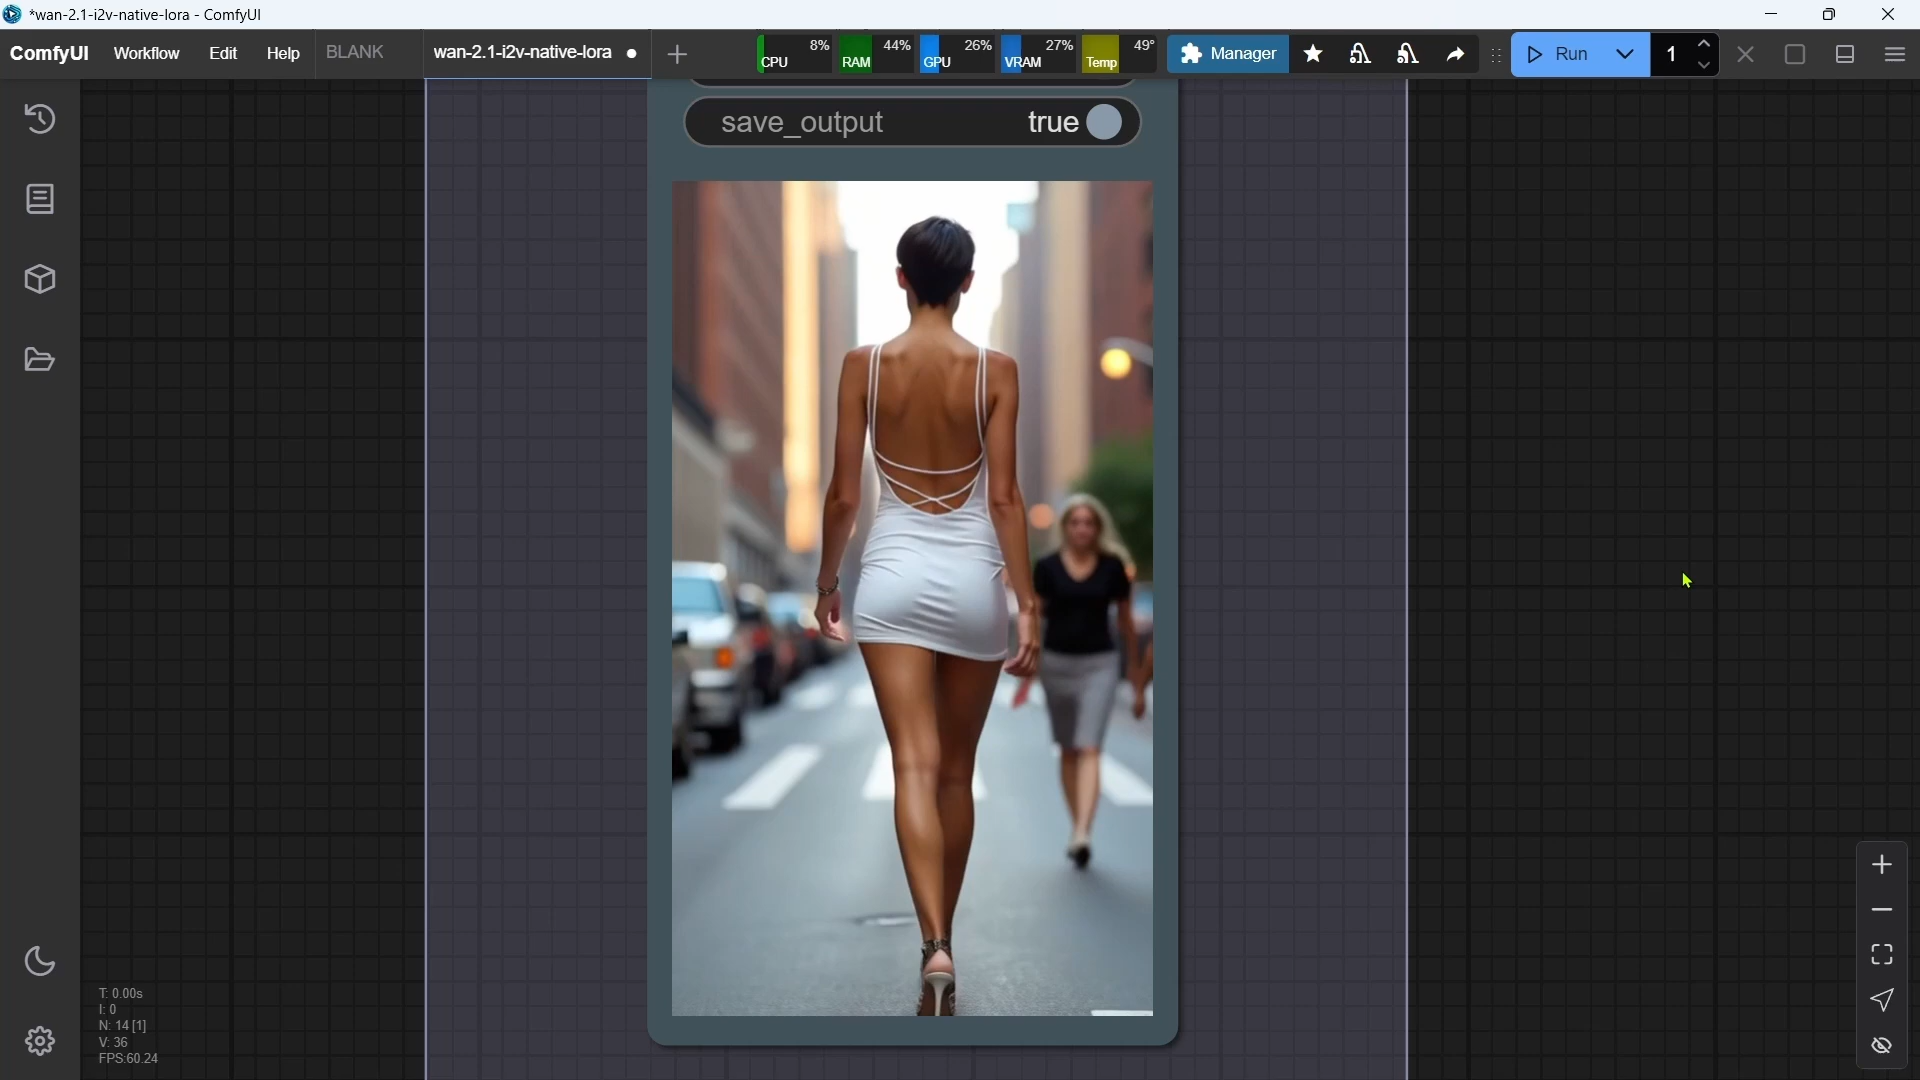 *wan-2.1-i2v-native-lora - ComfyUI
ComfyUI Workflow Edit Help BLANK wan-2.1-i2v-native-lora
CPU 8% RAM 44% GPU 26% VRAM 27% Temp 49° Manager Run 1
save_output true
T: 0.00s
I: 0
N: 14 [1]
V: 36
FPS:60.24